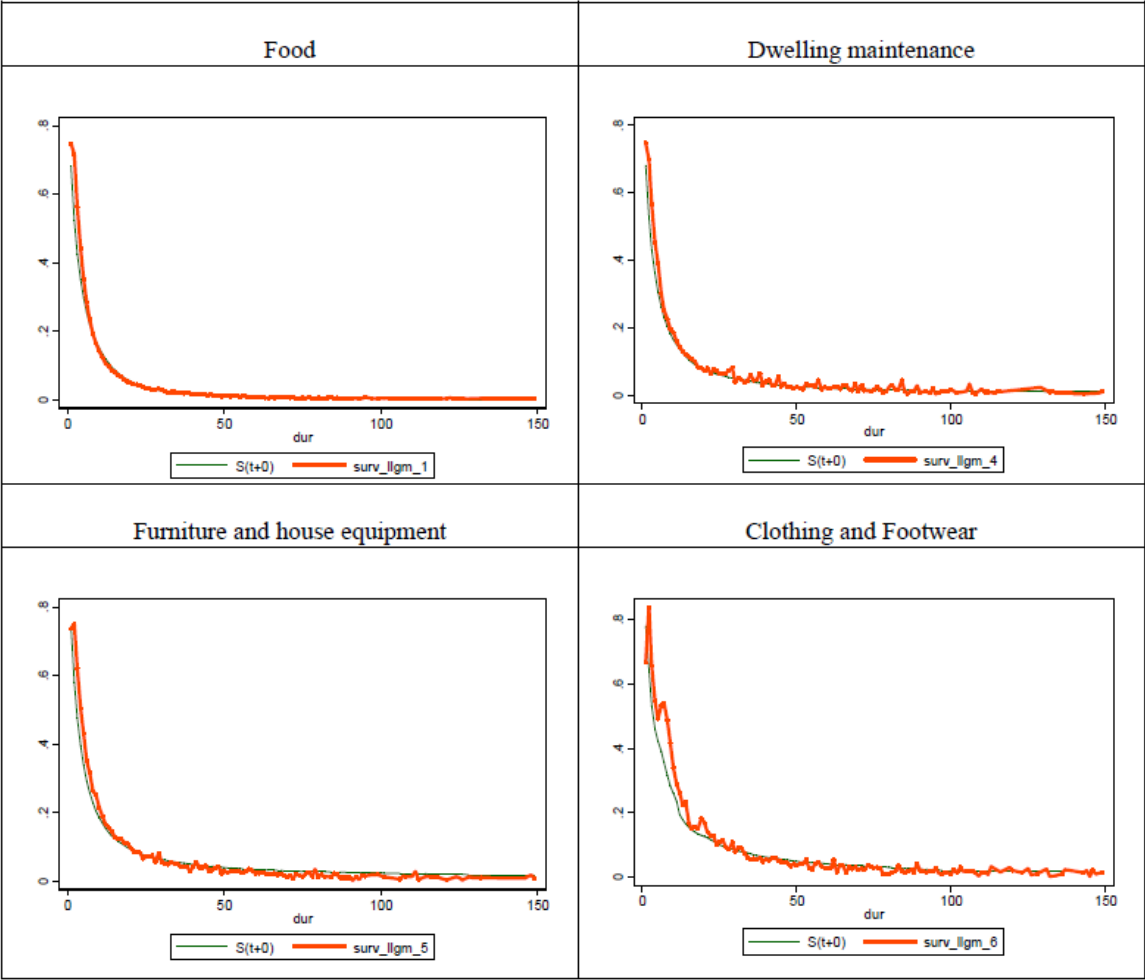 Food
.8
.6
.4
.2
0
0 50 100 150
dur
S(t+0) surv_llgm_1
Dwelling maintenance
.8
.6
.4
.2
0
0 50 100 150
dur
S(t+0) surv_llgm_4
Furniture and house equipment
.8
.6
.4
.2
0
0 50 100 150
dur
S(t+0) surv_llgm_5
Clothing and Footwear
.8
.6
.4
.2
0
0 50 100 150
dur
S(t+0) surv_llgm_6